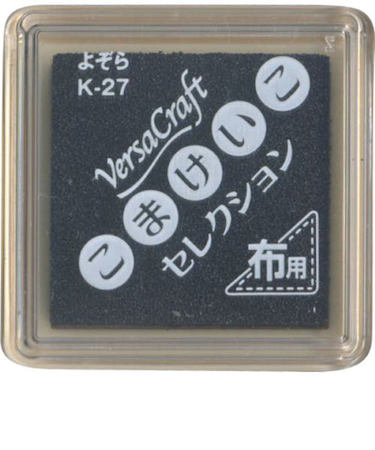 よぞら
K-27
VersaCraft
こまけいこ
セレクション
布用